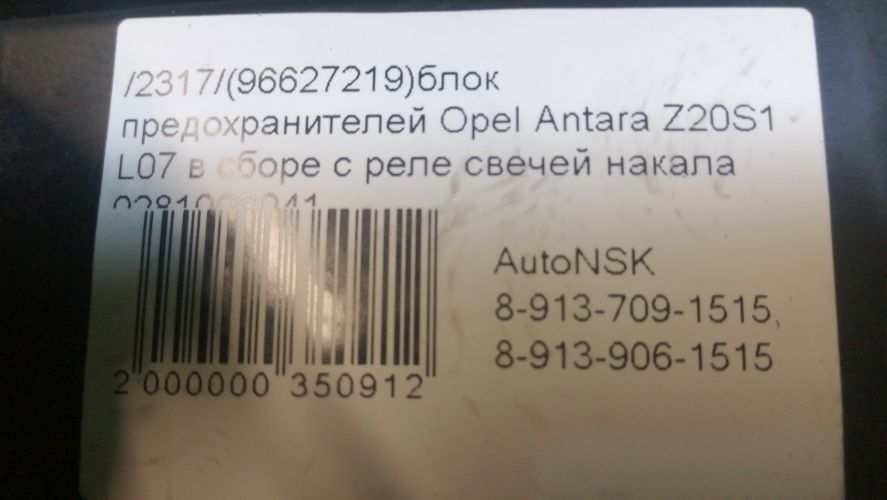 /2317/(96627219)блок
предохранителей Opel Antara Z20S1
L07 в сборе с реле свечей накала
AutoNSK
8-913-709-1515,
8-913-906-1515
2 000000 350912